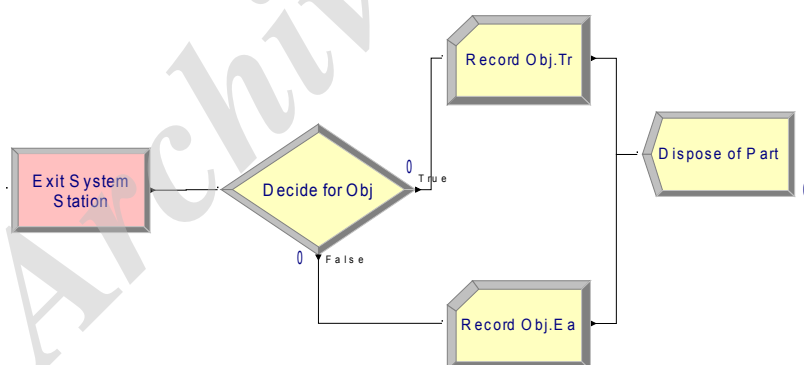 Archiv
Exit System
Station
Decide for Obj
0
True
0
False
Record Obj.Tr
Record Obj.Ea
Dispose of Part